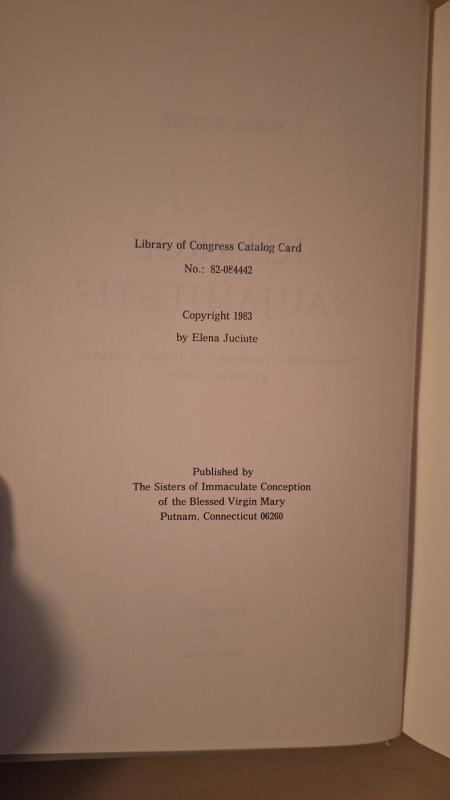 Library of Congress Catalog Card
No.: 82-084442
Copyright 1983
by Elena Juciute
Published by
The Sisters of Immaculate Conception
of the Blessed Virgin Mary
Putnam, Connecticut 06260